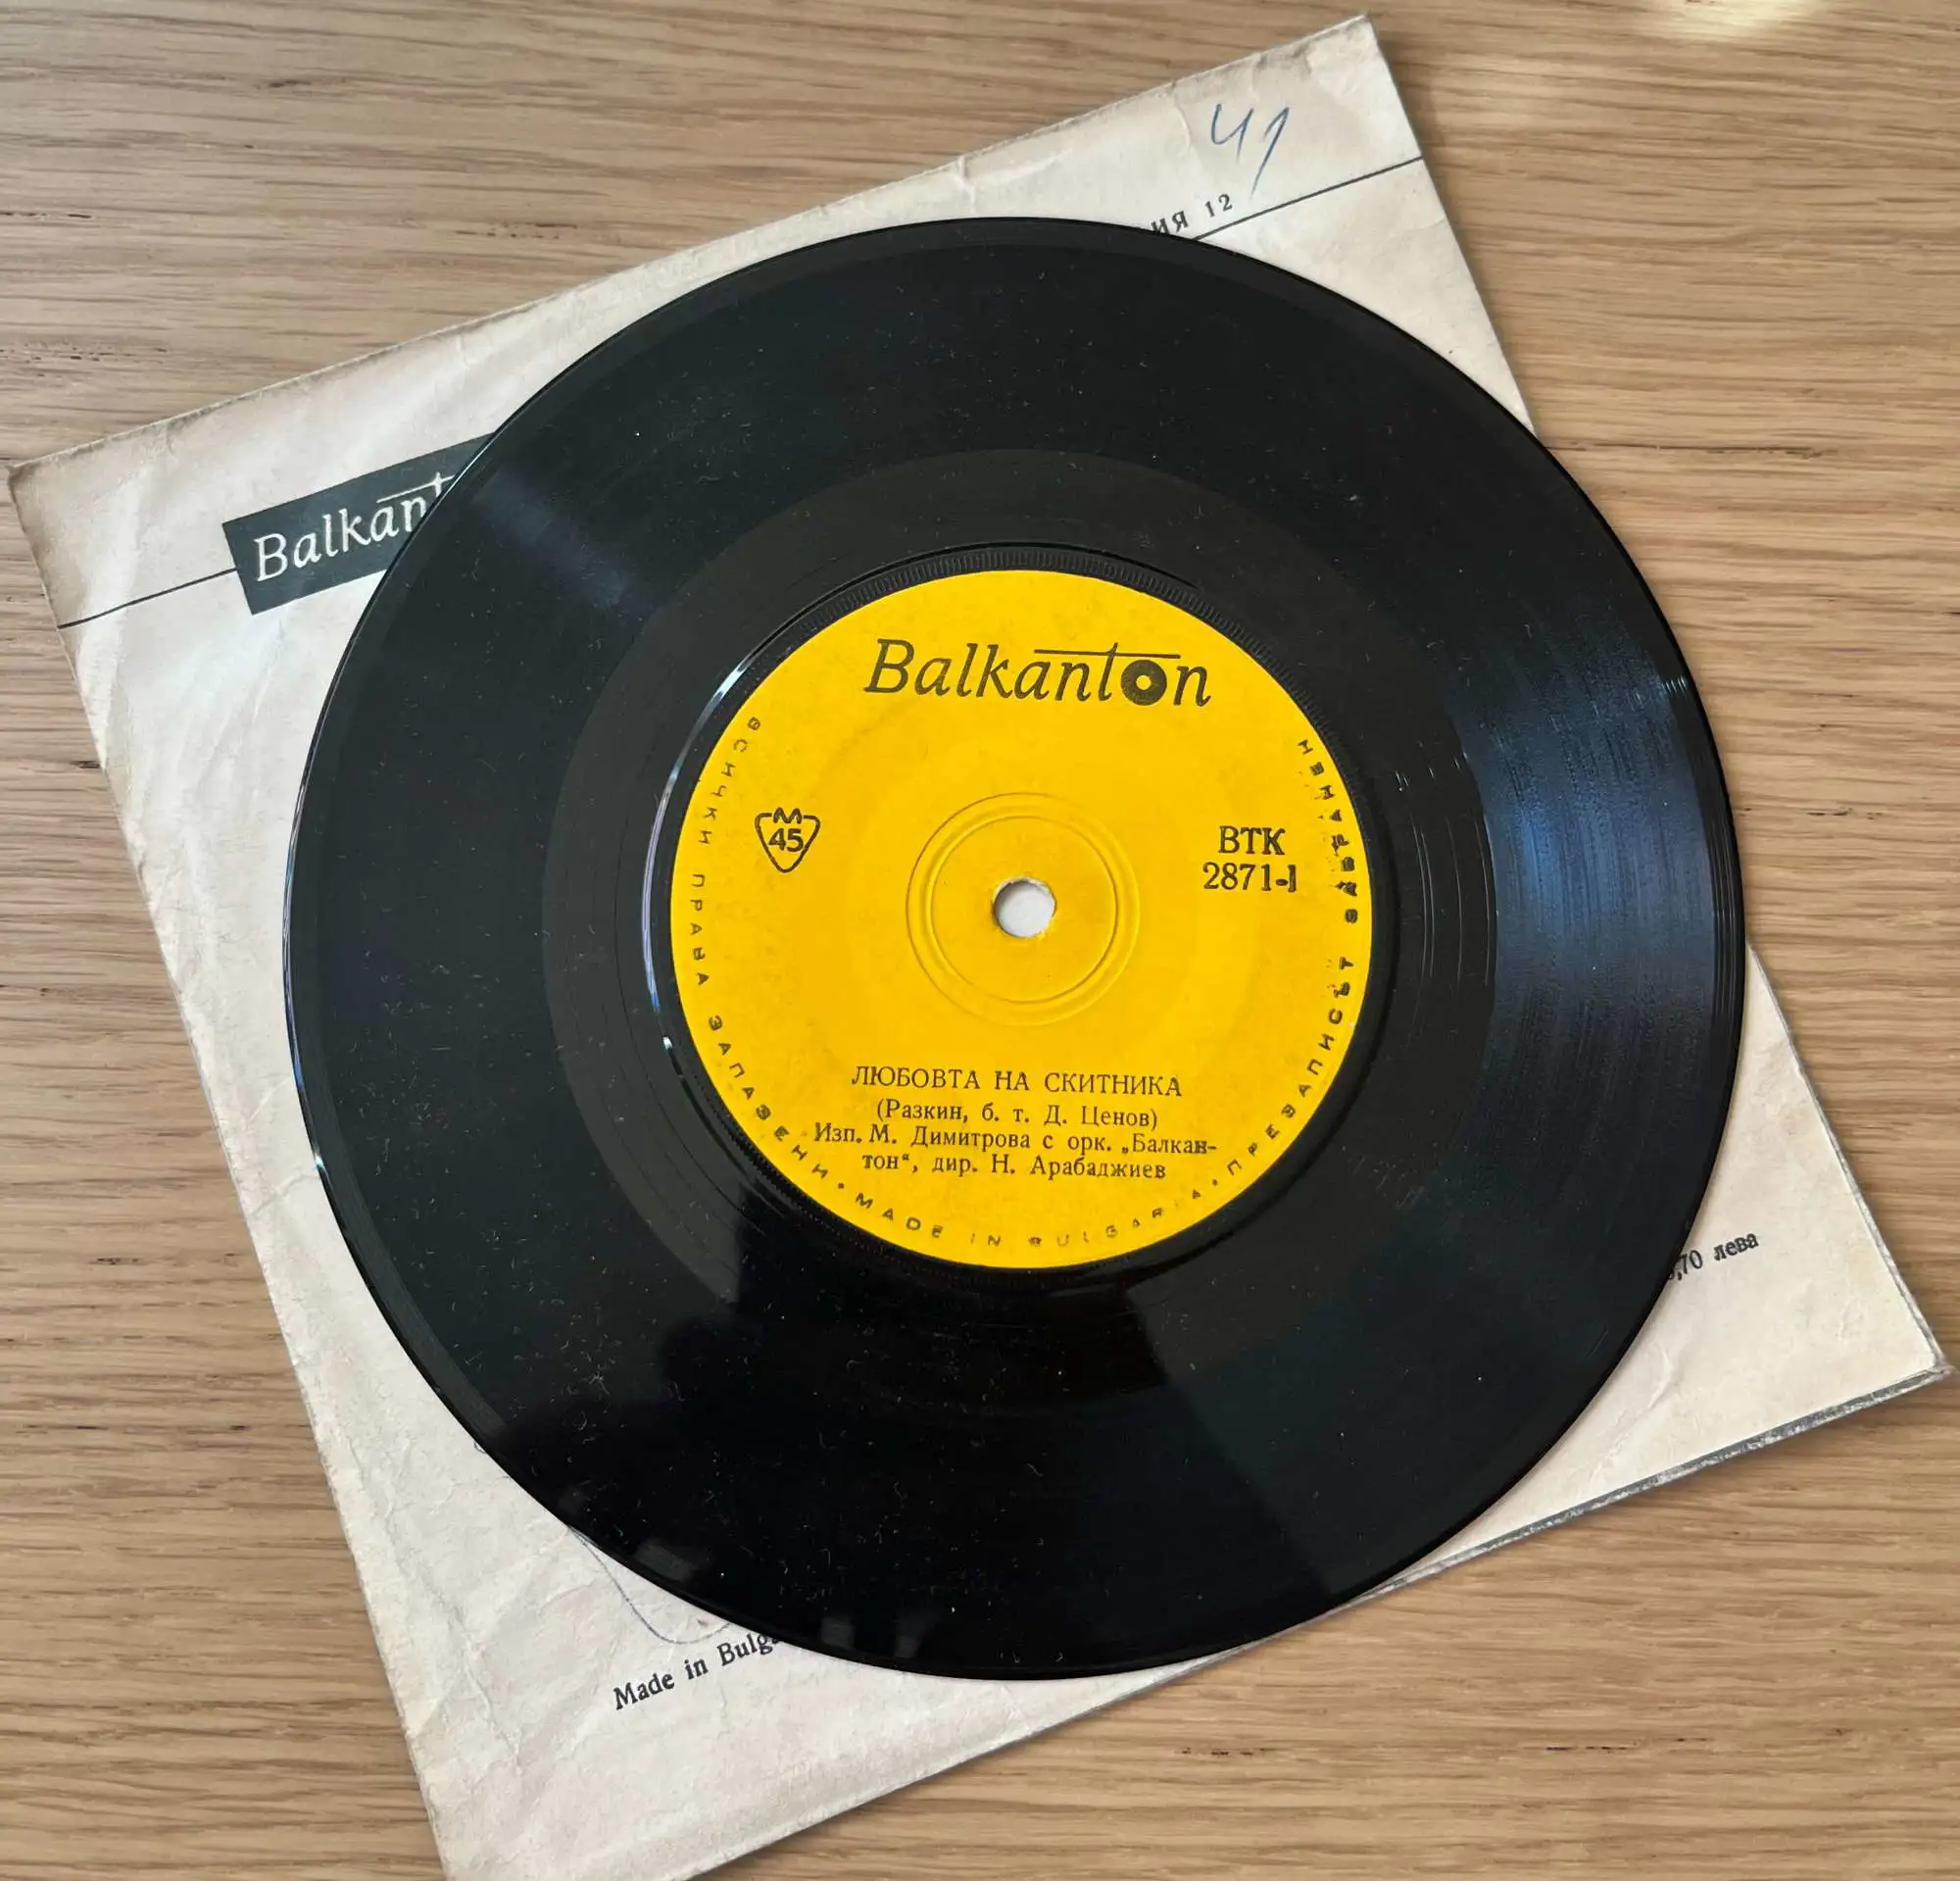 41
ИЯ 12
Balkant
Balkanton
М
45
ВТК
2871-I
ЛЮБОВТА НА СКИТНИКА
(Разкин, б. т. Д. Ценов)
Изп. М. Димитрова с орк. „Балкан-
тон“, дир. Н. Арабаджиев
ВСИЧКИ ПРАВА ЗАПАЗЕНИ • MADE IN BULGARIA • ПРЕЗАПИСЪТ ЗАБРАНЕН
,70 лева
Made in Bulga